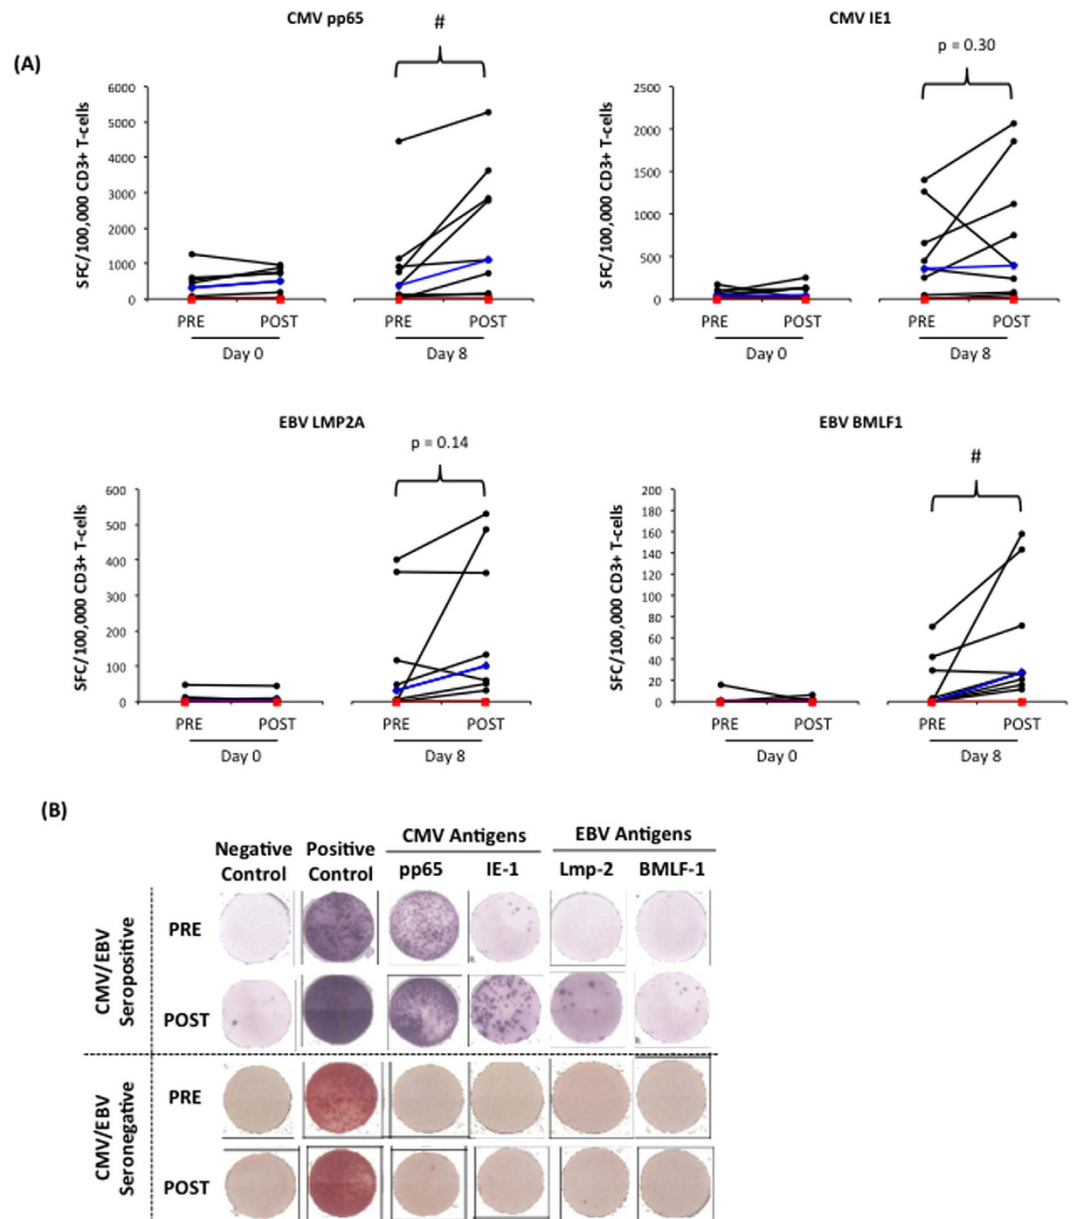 CMV pp65
CMV IE1
(A)
#
p = 0.30
SFC/100,000 CD3+ T-cells
6000
5000
4000
3000
2000
1000
0
PRE
POST
PRE
POST
Day 0
Day 8
SFC/100,000 CD3+ T-cells
2500
2000
1500
1000
500
0
PRE
POST
PRE
POST
Day 0
Day 8
EBV LMP2A
EBV BMLF1
p = 0.14
#
SFC/100,000 CD3+ T-cells
600
500
400
300
200
100
0
PRE
POST
PRE
POST
Day 0
Day 8
SFC/100,000 CD3+ T-cells
200
180
160
140
120
100
80
60
40
20
0
PRE
POST
PRE
POST
Day 0
Day 8
(B)
Negative
Control
Positive
Control
CMV Antigens
EBV Antigens
pp65
IE-1
Lmp-2
BMLF-1
CMV/EBV
Seropositive
PRE
POST
CMV/EBV
Seronegative
PRE
POST